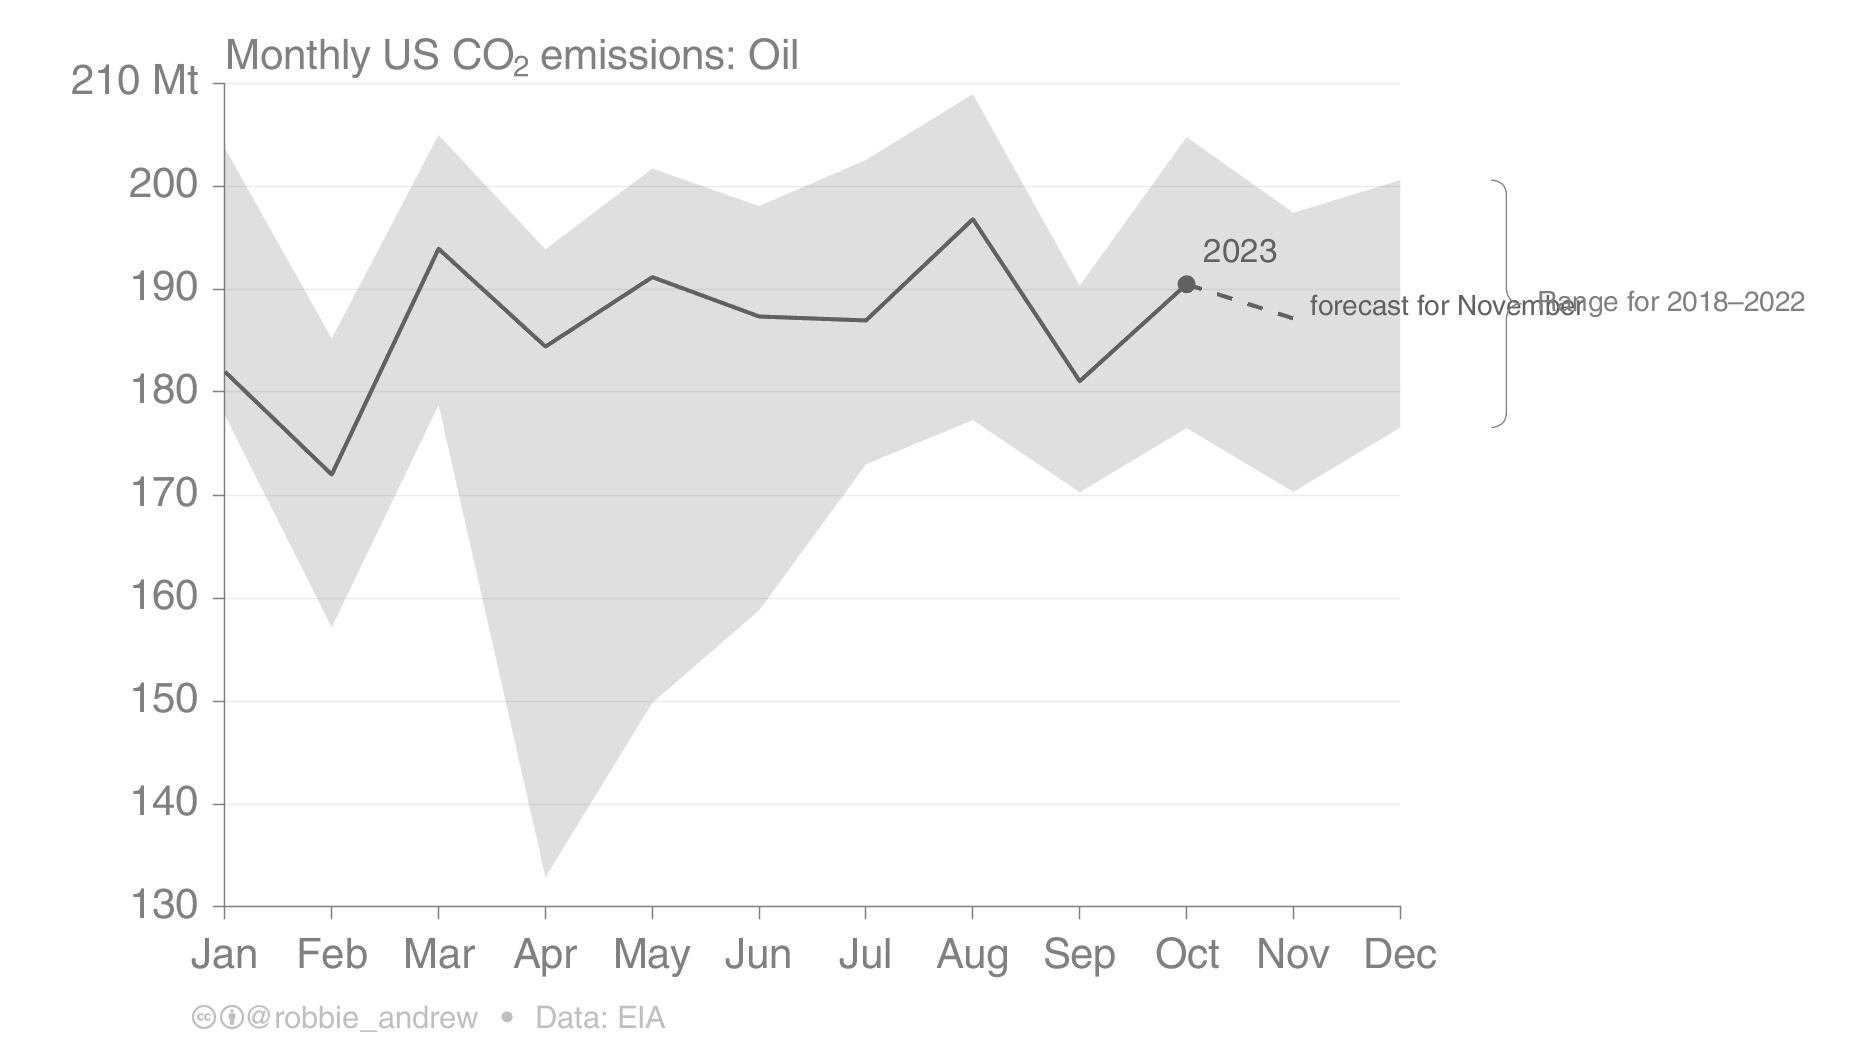 Monthly US CO₂ emissions: Oil
210 Mt
200
190
180
170
160
150
140
130
2023
forecast for November
Range for 2018–2022
Jan Feb Mar Apr May Jun Jul Aug Sep Oct Nov Dec
@robbie_andrew • Data: EIA